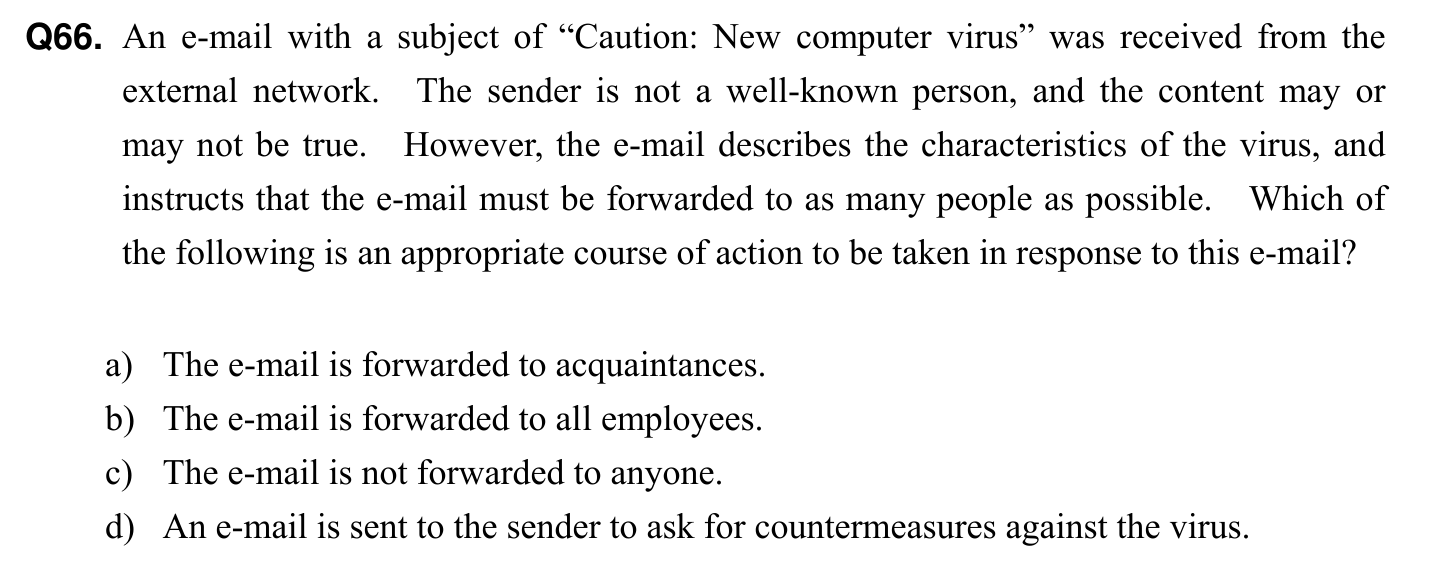 Q66. An e-mail with a subject of “Caution: New computer virus” was received from the
external network. The sender is not a well-known person, and the content may or
may not be true. However, the e-mail describes the characteristics of the virus, and
instructs that the e-mail must be forwarded to as many people as possible. Which of
the following is an appropriate course of action to be taken in response to this e-mail?
a) The e-mail is forwarded to acquaintances.
b) The e-mail is forwarded to all employees.
c) The e-mail is not forwarded to anyone.
d) An e-mail is sent to the sender to ask for countermeasures against the virus.